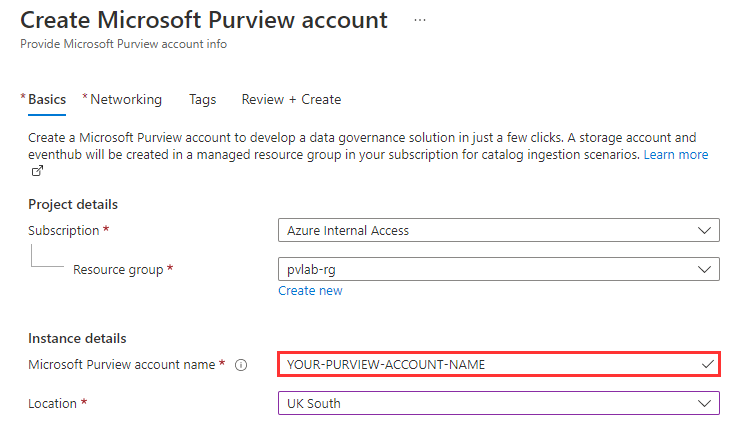 Create Microsoft Purview account ...
Provide Microsoft Purview account info
* Basics * Networking Tags Review + Create
Create a Microsoft Purview account to develop a data governance solution in just a few clicks. A storage account and
eventhub will be created in a managed resource group in your subscription for catalog ingestion scenarios. Learn more
Project details
Subscription * Azure Internal Access
Resource group * pvlab-rg
Create new
Instance details
Microsoft Purview account name * YOUR-PURVIEW-ACCOUNT-NAME
Location * UK South